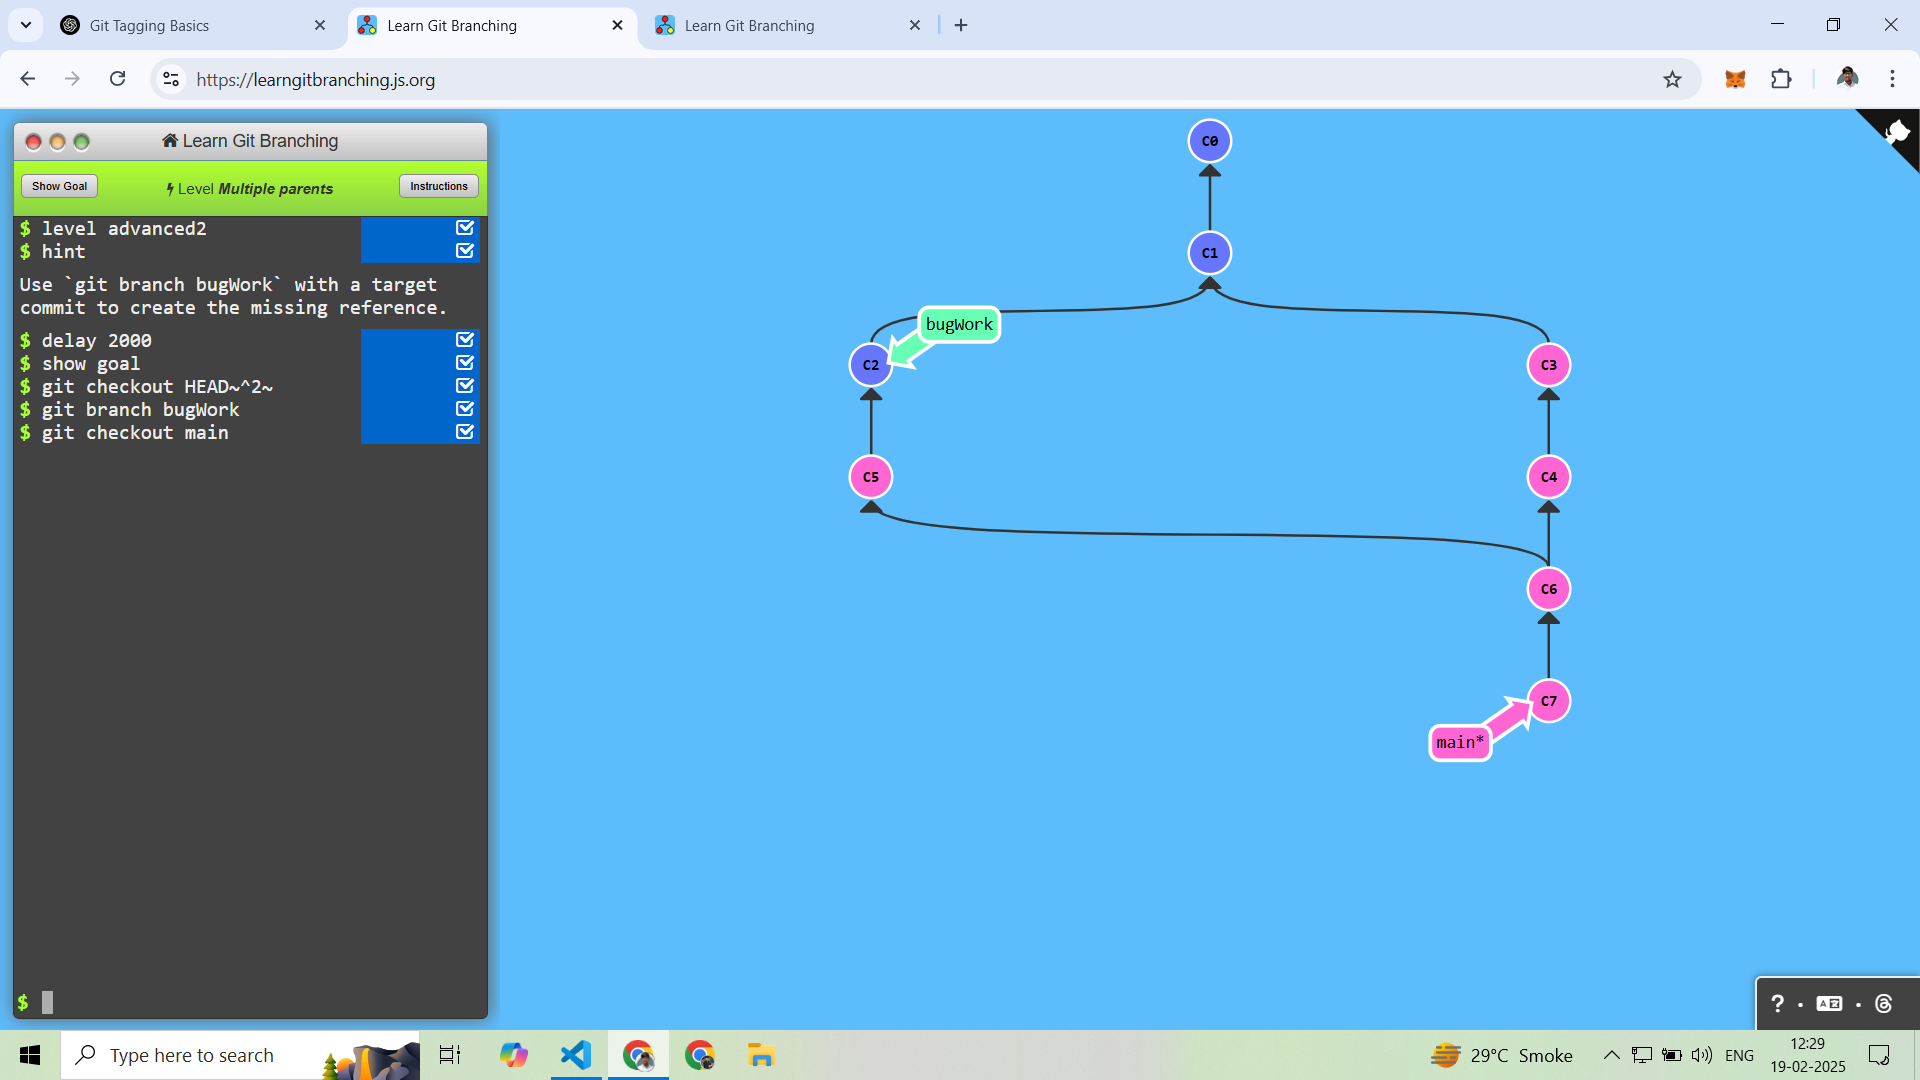 Git Tagging Basics
Learn Git Branching
Learn Git Branching
https://learngitbranching.js.org
Learn Git Branching
Show Goal
Level Multiple parents
Instructions
$ level advanced2
$ hint
Use `git branch bugWork` with a target
commit to create the missing reference.
$ delay 2000
$ show goal
$ git checkout HEAD~^2~
$ git branch bugWork
$ git checkout main
$
C0
C1
bugWork
C2
C3
C5
C4
C6
C7
main*
?
Type here to search
29°C Smoke
ENG
12:29
19-02-2025